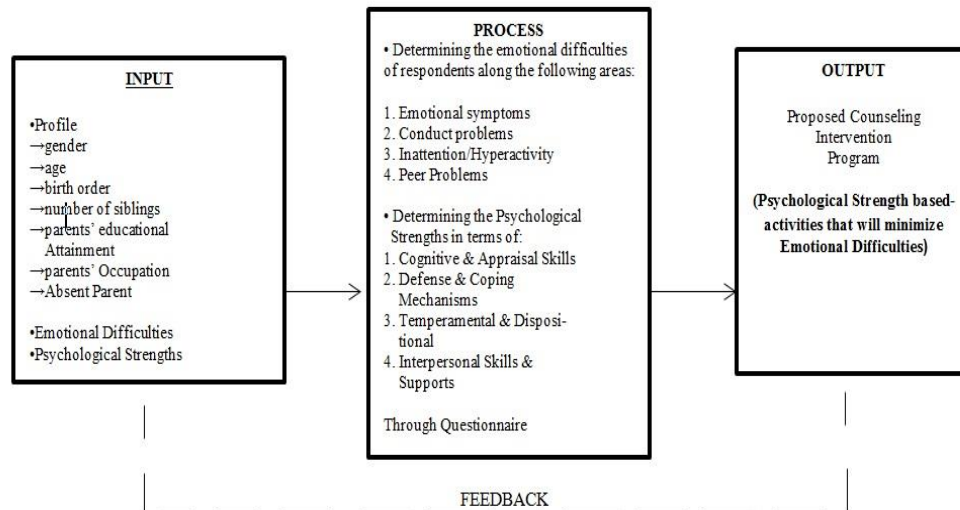 INPUT
•Profile
→gender
→age
→birth order
→number of siblings
→parents’ educational
Attainment
→parents’ Occupation
→Absent Parent
•Emotional Difficulties
•Psychological Strengths
PROCESS
• Determining the emotional difficulties
of respondents along the following areas:
1. Emotional symptoms
2. Conduct problems
3. Inattention/Hyperactivity
4. Peer Problems
• Determining the Psychological
Strengths in terms of:
1. Cognitive & Appraisal Skills
2. Defense & Coping
Mechanisms
3. Temperamental & Disposi-
tional
4. Interpersonal Skills &
Supports
Through Questionnaire
OUTPUT
Proposed Counseling
Intervention
Program
(Psychological Strength based-
activities that will minimize
Emotional Difficulties)
FEEDBACK